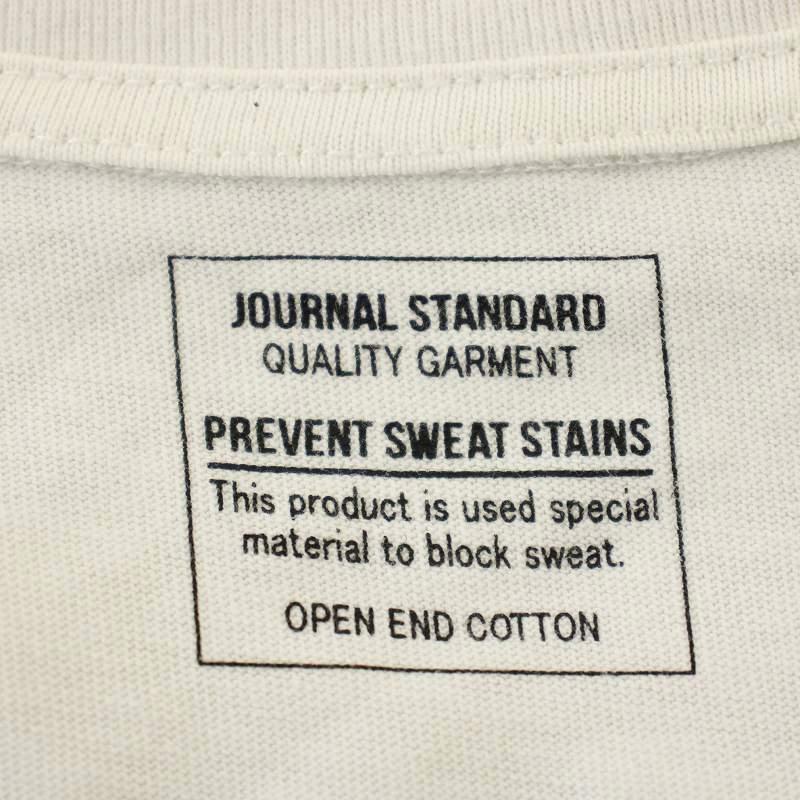 JOURNAL STANDARD
QUALITY GARMENT
PREVENT SWEAT STAINS
This product is used special
material to block sweat.
OPEN END COTTON